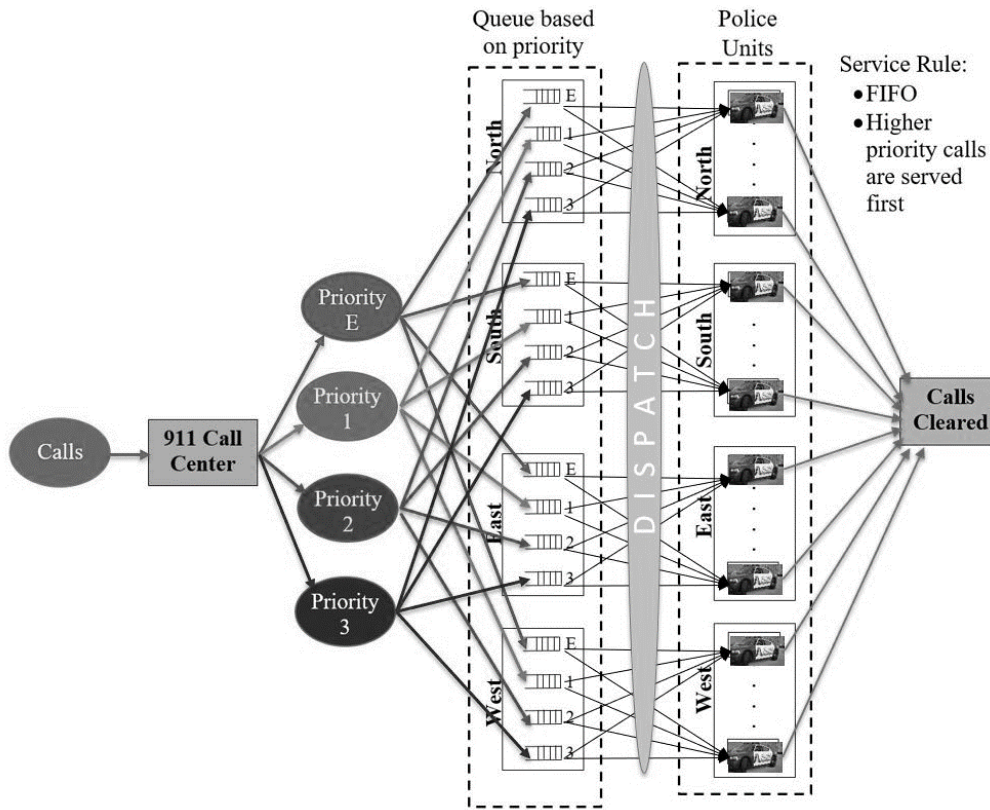 Queue based
on priority
Police
Units
Service Rule:
•FIFO
•Higher
priority calls
are served
first
Calls
911 Call
Center
Priority
E
Priority
1
Priority
2
Priority
3
North
E
1
2
3
South
E
1
2
3
East
E
1
2
3
West
E
1
2
3
DISPATCH
North
South
East
West
Calls
Cleared